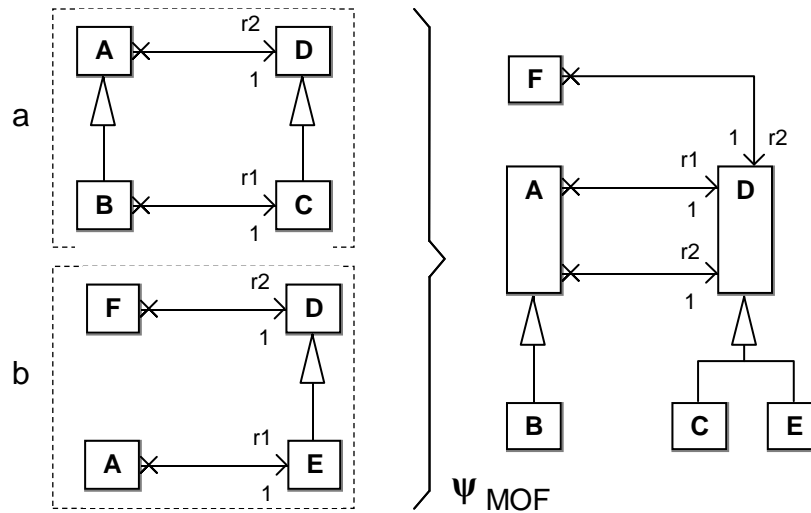 a
A r2 D
1
B r1 C
1
b
F r2 D
1
A r1 E
1
F
1 r2
A r1 D
1
r2
1
B C E
Ψ MOF